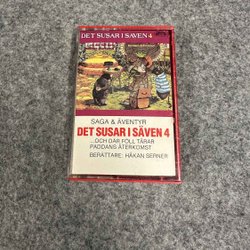 DET SUSAR I SÄVEN 4
SAGA & ÄVENTYR
DET SUSAR I SÄVEN 4
...OCH DÄR FÖLL TÅRAR
PADDANS ÅTERKOMST
BERÄTTARE: HÅKAN SERNER